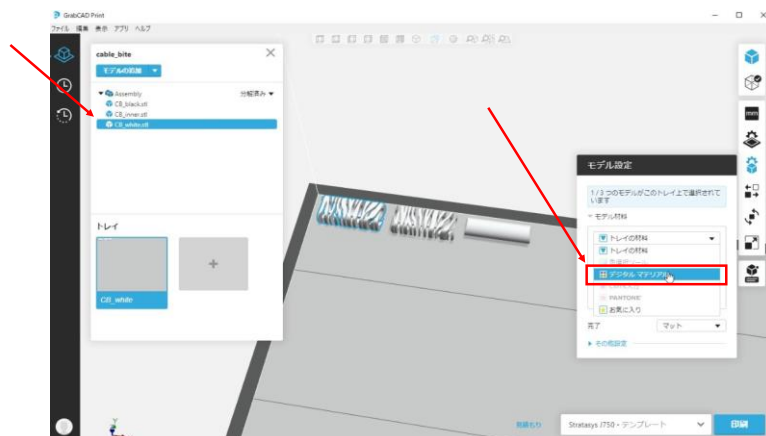 GrabCAD Print
ファイル 編集 表示 アプリ ヘルプ
cable_bite
モデルの追加
Assembly 分解済み
CB_black.stl
CB_inner.stl
CB_white.stl
トレイ
CB_white
mm
モデル設定
1 / 3 つのモデルがこのトレイ上で選択されて
います
モデル材料
トレイの材料
トレイの材料
デジタル マテリアル
PANTONE
お気に入り
完了 マット
その他設定
見積もり Stratasys J750 - テンプレート 印刷